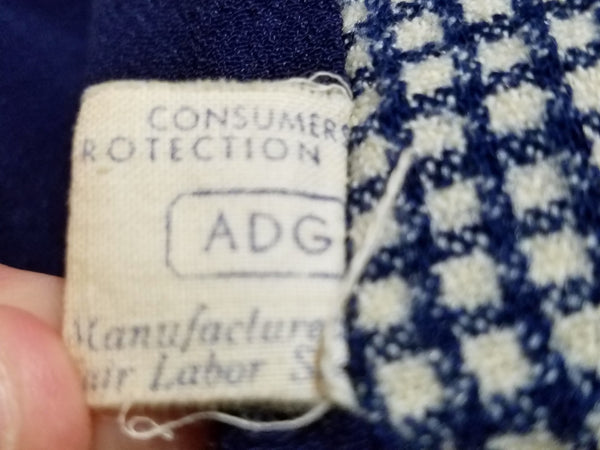 CONSUMERS
ROTECTION
ADG
Manufacture
air Labor S